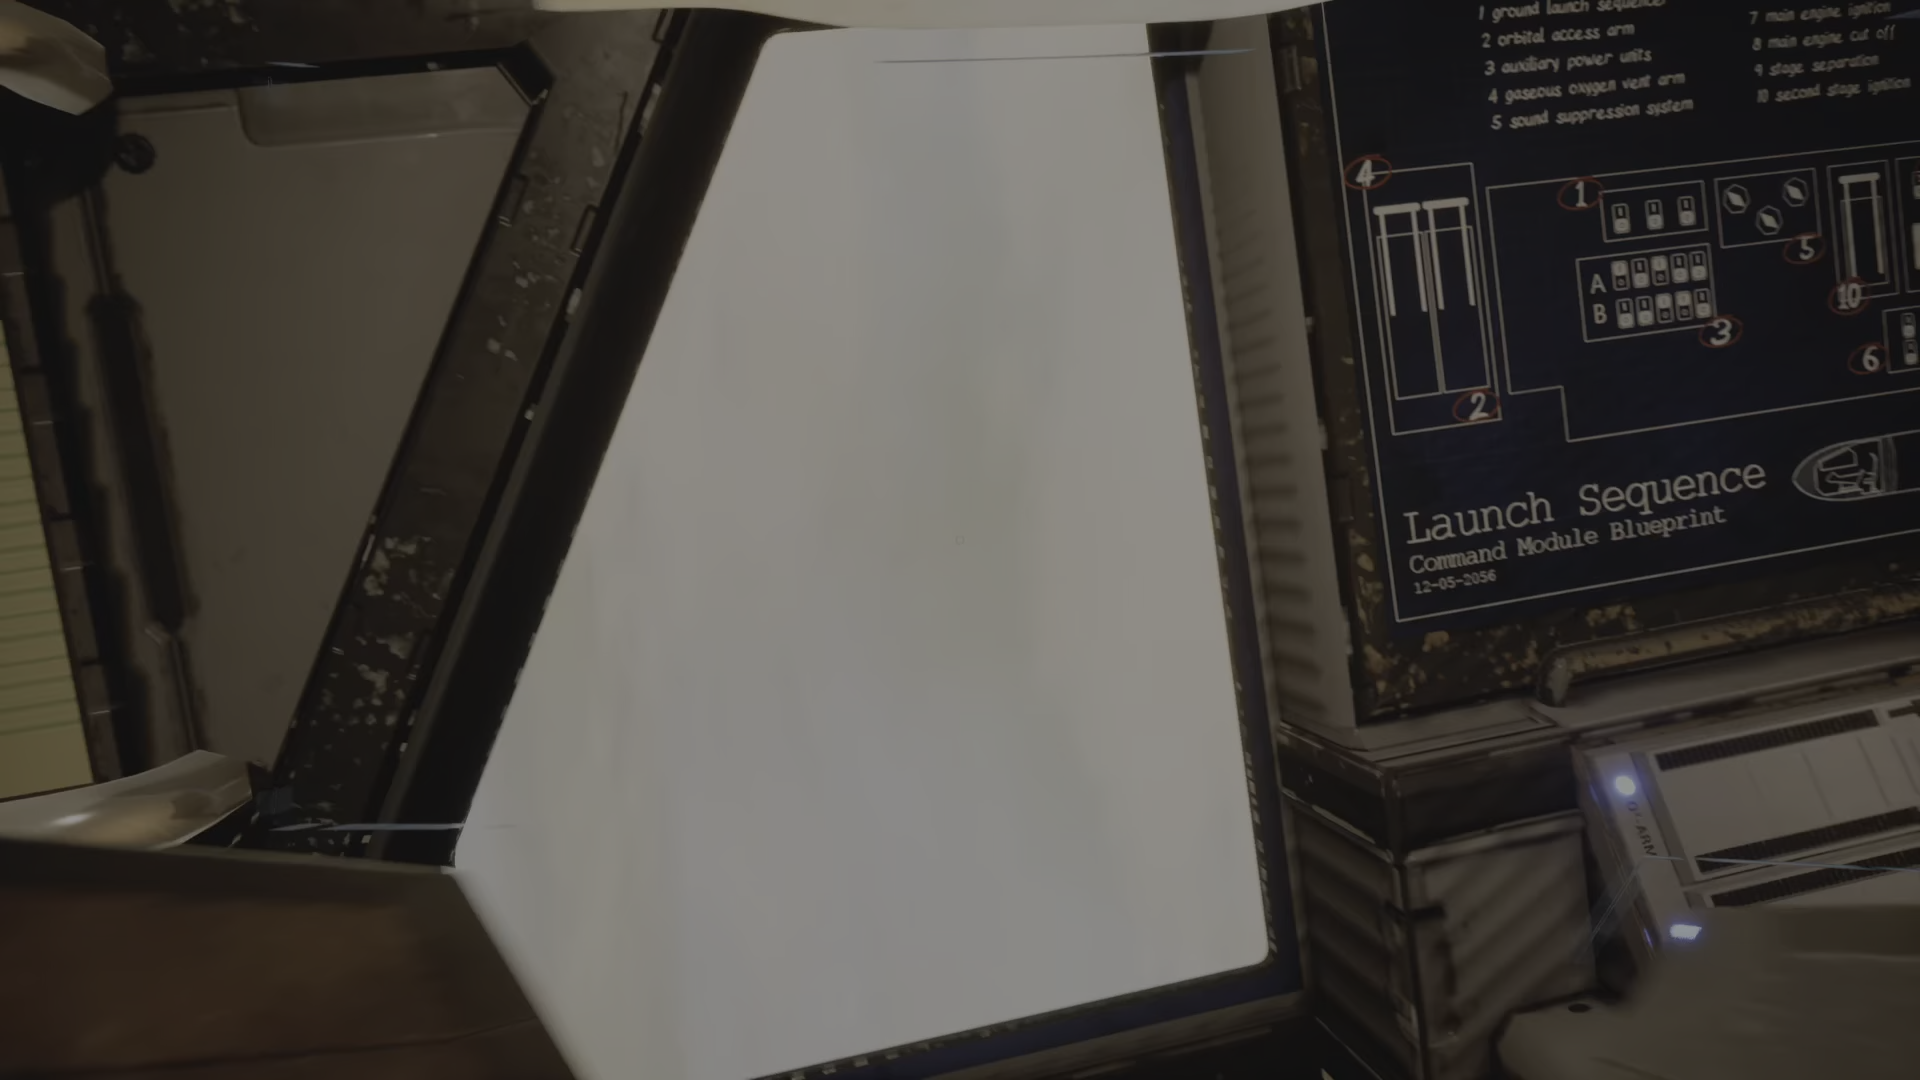 1 ground launch sequencer
2 orbital access arm
3 auxiliary power units
4 gaseous oxygen vent arm
5 sound suppression system
7 main engine ignition
8 main engine cut off
9 stage separation
10 second stage ignition
4
1
5
A
B
3
10
6
2
Launch Sequence
Command Module Blueprint
12-05-2056